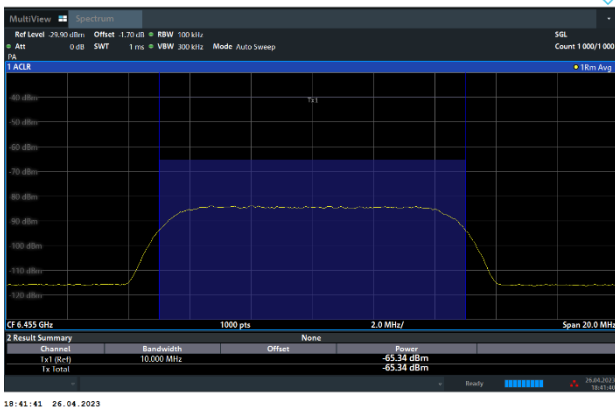 MultiView Spectrum
Ref Level -29.90 dBm Offset -1.70 dB RBW 100 kHz SGL
Att 0 dB SWT 1 ms VBW 300 kHz Mode Auto Sweep Count 1000/1000
PA
1 ACLR 1Rm Avg
Tx1
-40 dBm
-50 dBm
-60 dBm
-70 dBm
-80 dBm
-90 dBm
-100 dBm
-110 dBm
-120 dBm
CF 6.455 GHz 1000 pts 2.0 MHz/ Span 20.0 MHz
2 Result Summary None
Channel Bandwidth Offset Power
Tx1 (Ref) 10.000 MHz -65.34 dBm
Tx Total -65.34 dBm
Ready 26.04.2023
18:41:40
18:41:41 26.04.2023